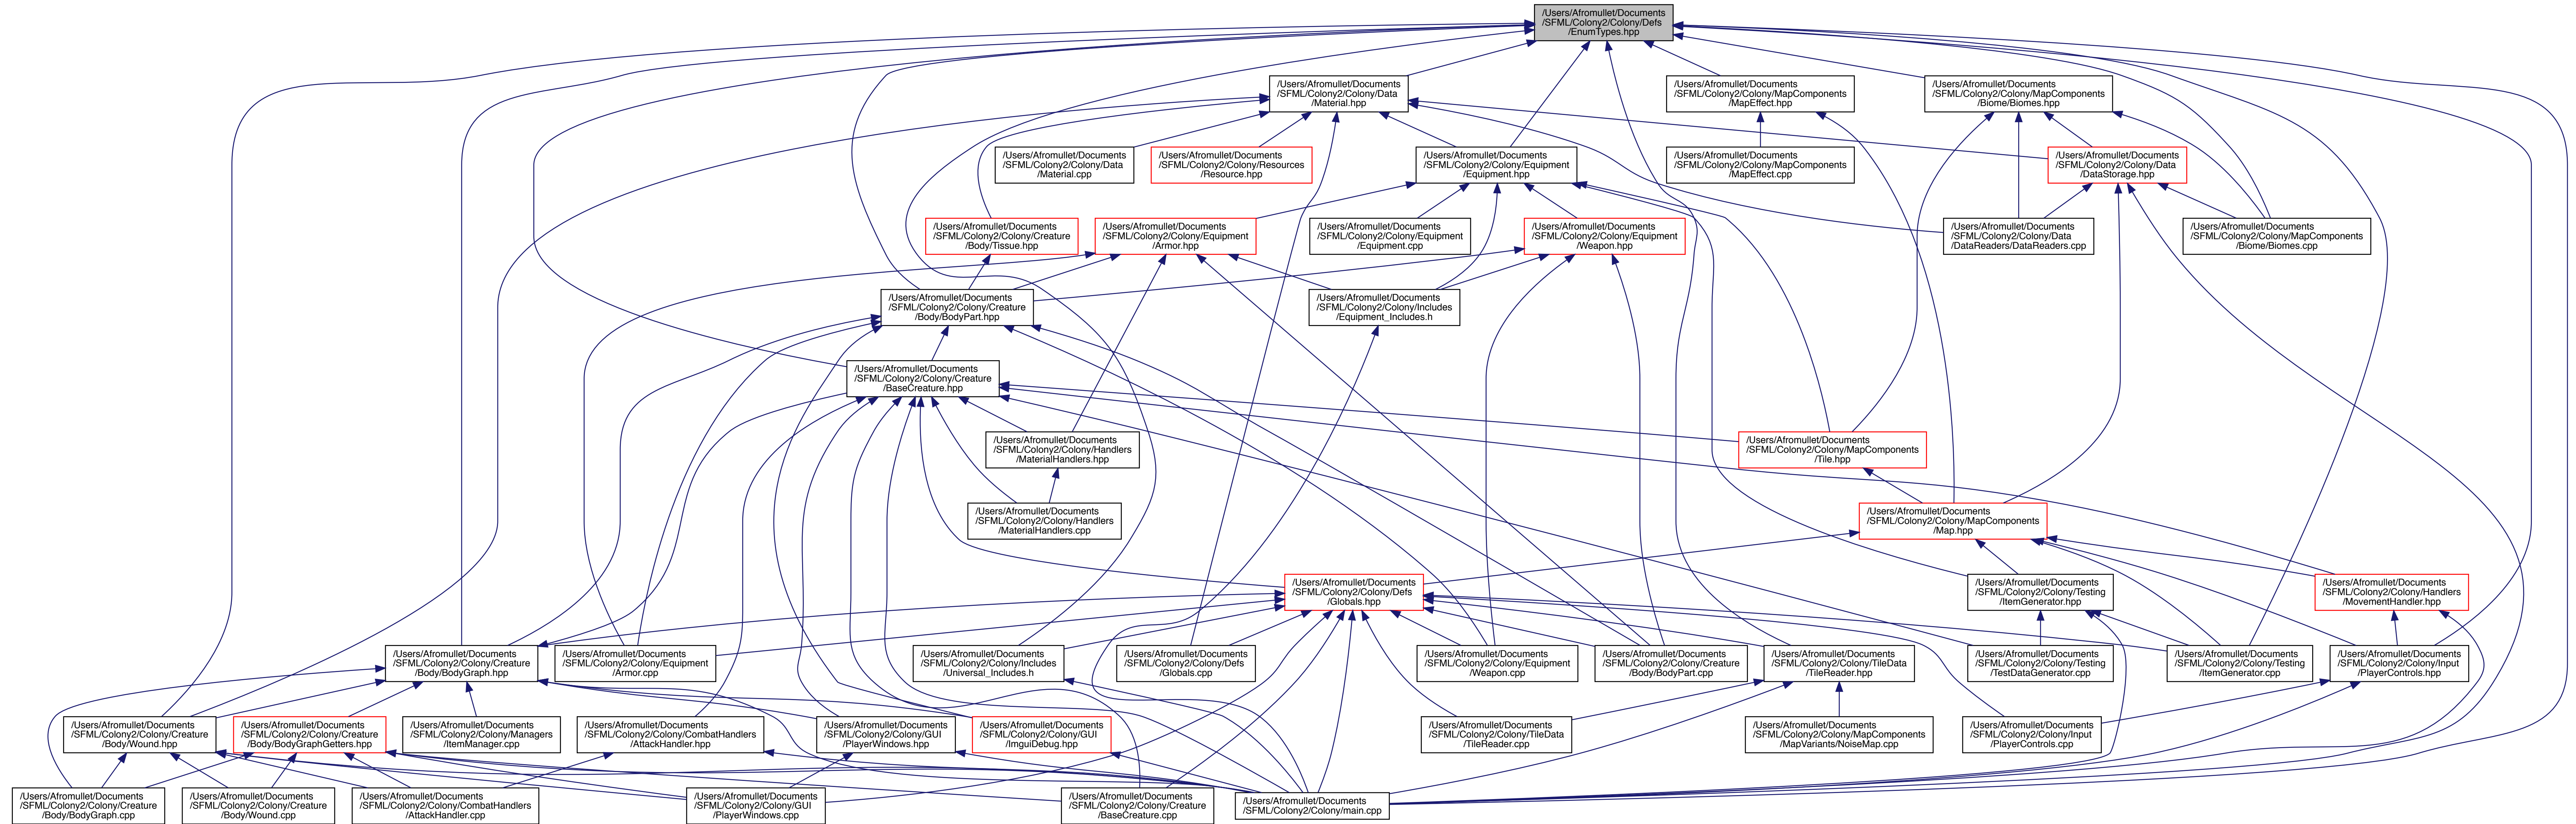 /Users/Afromullet/Documents
/SFML/Colony2/Colony/Defs
/EnumTypes.hpp
/Users/Afromullet/Documents
/SFML/Colony2/Colony/Data
/Material.hpp
/Users/Afromullet/Documents
/SFML/Colony2/Colony/MapComponents
/MapEffect.hpp
/Users/Afromullet/Documents
/SFML/Colony2/Colony/MapComponents
/Biome/Biomes.hpp
/Users/Afromullet/Documents
/SFML/Colony2/Colony/Data
/Material.cpp
/Users/Afromullet/Documents
/SFML/Colony2/Colony/Resources
/Resource.hpp
/Users/Afromullet/Documents
/SFML/Colony2/Colony/Equipment
/Equipment.hpp
/Users/Afromullet/Documents
/SFML/Colony2/Colony/MapComponents
/MapEffect.cpp
/Users/Afromullet/Documents
/SFML/Colony2/Colony/Data
/DataStorage.hpp
/Users/Afromullet/Documents
/SFML/Colony2/Colony/Creature
/Body/Tissue.hpp
/Users/Afromullet/Documents
/SFML/Colony2/Colony/Equipment
/Armor.hpp
/Users/Afromullet/Documents
/SFML/Colony2/Colony/Equipment
/Equipment.cpp
/Users/Afromullet/Documents
/SFML/Colony2/Colony/Equipment
/Weapon.hpp
/Users/Afromullet/Documents
/SFML/Colony2/Colony/Data
/DataReaders/DataReaders.cpp
/Users/Afromullet/Documents
/SFML/Colony2/Colony/MapComponents
/Biome/Biomes.cpp
/Users/Afromullet/Documents
/SFML/Colony2/Colony/Creature
/Body/BodyPart.hpp
/Users/Afromullet/Documents
/SFML/Colony2/Colony/Includes
/Equipment_Includes.h
/Users/Afromullet/Documents
/SFML/Colony2/Colony/Creature
/BaseCreature.hpp
/Users/Afromullet/Documents
/SFML/Colony2/Colony/Handlers
/MaterialHandlers.hpp
/Users/Afromullet/Documents
/SFML/Colony2/Colony/MapComponents
/Tile.hpp
/Users/Afromullet/Documents
/SFML/Colony2/Colony/Handlers
/MaterialHandlers.cpp
/Users/Afromullet/Documents
/SFML/Colony2/Colony/MapComponents
/Map.hpp
/Users/Afromullet/Documents
/SFML/Colony2/Colony/Defs
/Globals.hpp
/Users/Afromullet/Documents
/SFML/Colony2/Colony/Testing
/ItemGenerator.hpp
/Users/Afromullet/Documents
/SFML/Colony2/Colony/Handlers
/MovementHandler.hpp
/Users/Afromullet/Documents
/SFML/Colony2/Colony/Creature
/Body/BodyGraph.hpp
/Users/Afromullet/Documents
/SFML/Colony2/Colony/Equipment
/Armor.cpp
/Users/Afromullet/Documents
/SFML/Colony2/Colony/Includes
/Universal_Includes.h
/Users/Afromullet/Documents
/SFML/Colony2/Colony/Defs
/Globals.cpp
/Users/Afromullet/Documents
/SFML/Colony2/Colony/Equipment
/Weapon.cpp
/Users/Afromullet/Documents
/SFML/Colony2/Colony/Creature
/Body/BodyPart.cpp
/Users/Afromullet/Documents
/SFML/Colony2/Colony/TileData
/TileReader.hpp
/Users/Afromullet/Documents
/SFML/Colony2/Colony/Testing
/TestDataGenerator.cpp
/Users/Afromullet/Documents
/SFML/Colony2/Colony/Testing
/ItemGenerator.cpp
/Users/Afromullet/Documents
/SFML/Colony2/Colony/Input
/PlayerControls.hpp
/Users/Afromullet/Documents
/SFML/Colony2/Colony/Creature
/Body/Wound.hpp
/Users/Afromullet/Documents
/SFML/Colony2/Colony/Creature
/Body/BodyGraphGetters.hpp
/Users/Afromullet/Documents
/SFML/Colony2/Colony/Managers
/ItemManager.cpp
/Users/Afromullet/Documents
/SFML/Colony2/Colony/CombatHandlers
/AttackHandler.hpp
/Users/Afromullet/Documents
/SFML/Colony2/Colony/GUI
/PlayerWindows.hpp
/Users/Afromullet/Documents
/SFML/Colony2/Colony/GUI
/ImguiDebug.hpp
/Users/Afromullet/Documents
/SFML/Colony2/Colony/TileData
/TileReader.cpp
/Users/Afromullet/Documents
/SFML/Colony2/Colony/MapComponents
/MapVariants/NoiseMap.cpp
/Users/Afromullet/Documents
/SFML/Colony2/Colony/Input
/PlayerControls.cpp
/Users/Afromullet/Documents
/SFML/Colony2/Colony/Creature
/Body/BodyGraph.cpp
/Users/Afromullet/Documents
/SFML/Colony2/Colony/Creature
/Body/Wound.cpp
/Users/Afromullet/Documents
/SFML/Colony2/Colony/CombatHandlers
/AttackHandler.cpp
/Users/Afromullet/Documents
/SFML/Colony2/Colony/GUI
/PlayerWindows.cpp
/Users/Afromullet/Documents
/SFML/Colony2/Colony/Creature
/BaseCreature.cpp
/Users/Afromullet/Documents
/SFML/Colony2/Colony/main.cpp